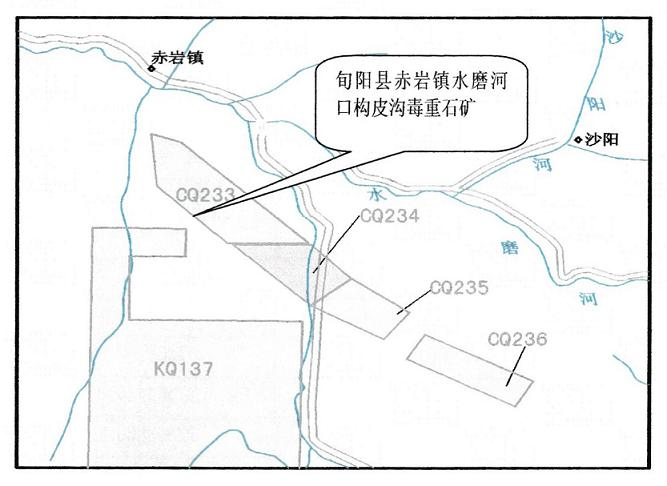 沙
赤岩镇
旬阳县赤岩镇水磨河
口构皮沟毒重石矿
阳
沙阳
河
CQ233
水
CQ234
磨
CQ235
河
CQ236
KQ137